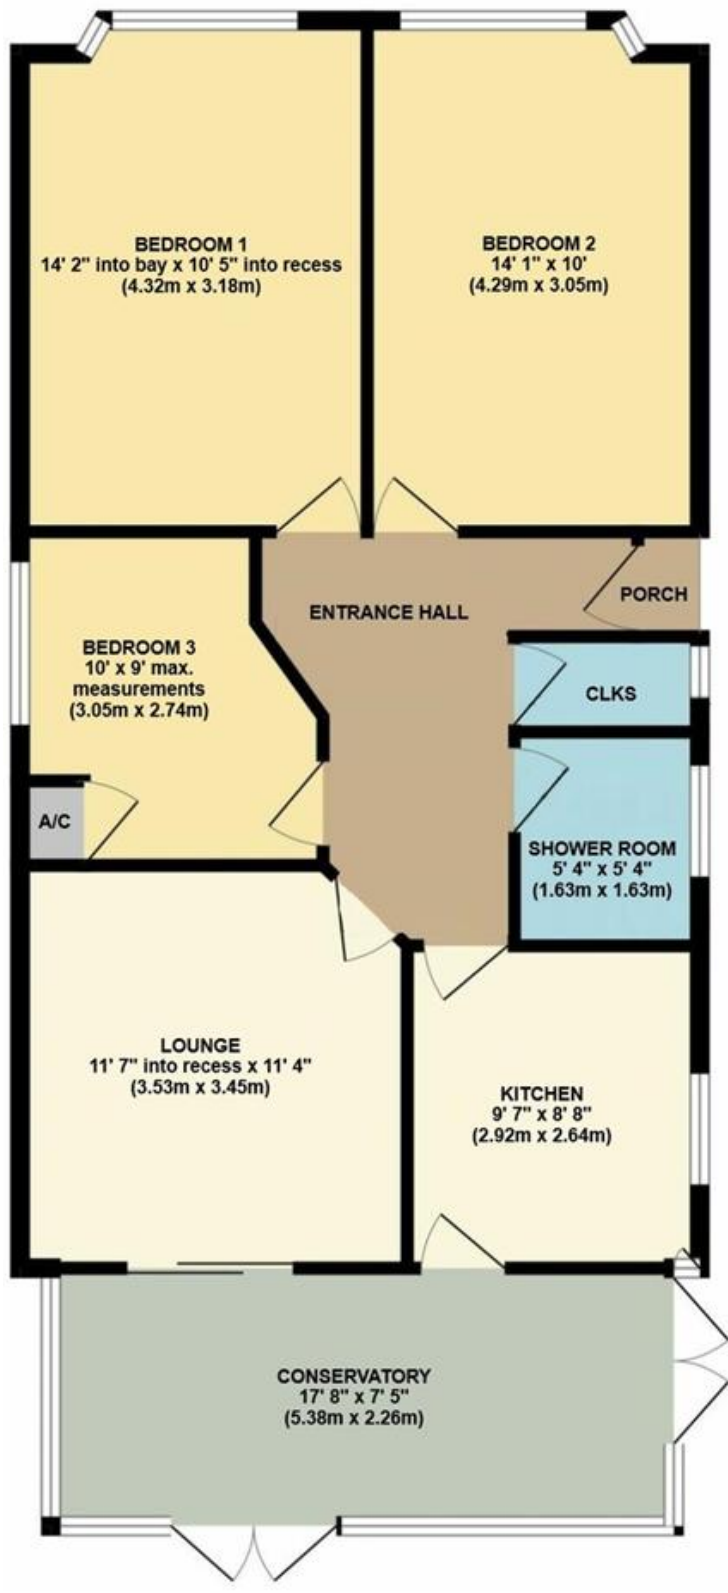 BEDROOM 1
14' 2" into bay x 10' 5" into recess
(4.32m x 3.18m)
BEDROOM 2
14' 1" x 10'
(4.29m x 3.05m)
ENTRANCE HALL
PORCH
BEDROOM 3
10' x 9' max.
measurements
(3.05m x 2.74m)
CLKS
A/C
SHOWER ROOM
5' 4" x 5' 4"
(1.63m x 1.63m)
LOUNGE
11' 7" into recess x 11' 4"
(3.53m x 3.45m)
KITCHEN
9' 7" x 8' 8"
(2.92m x 2.64m)
CONSERVATORY
17' 8" x 7' 5"
(5.38m x 2.26m)